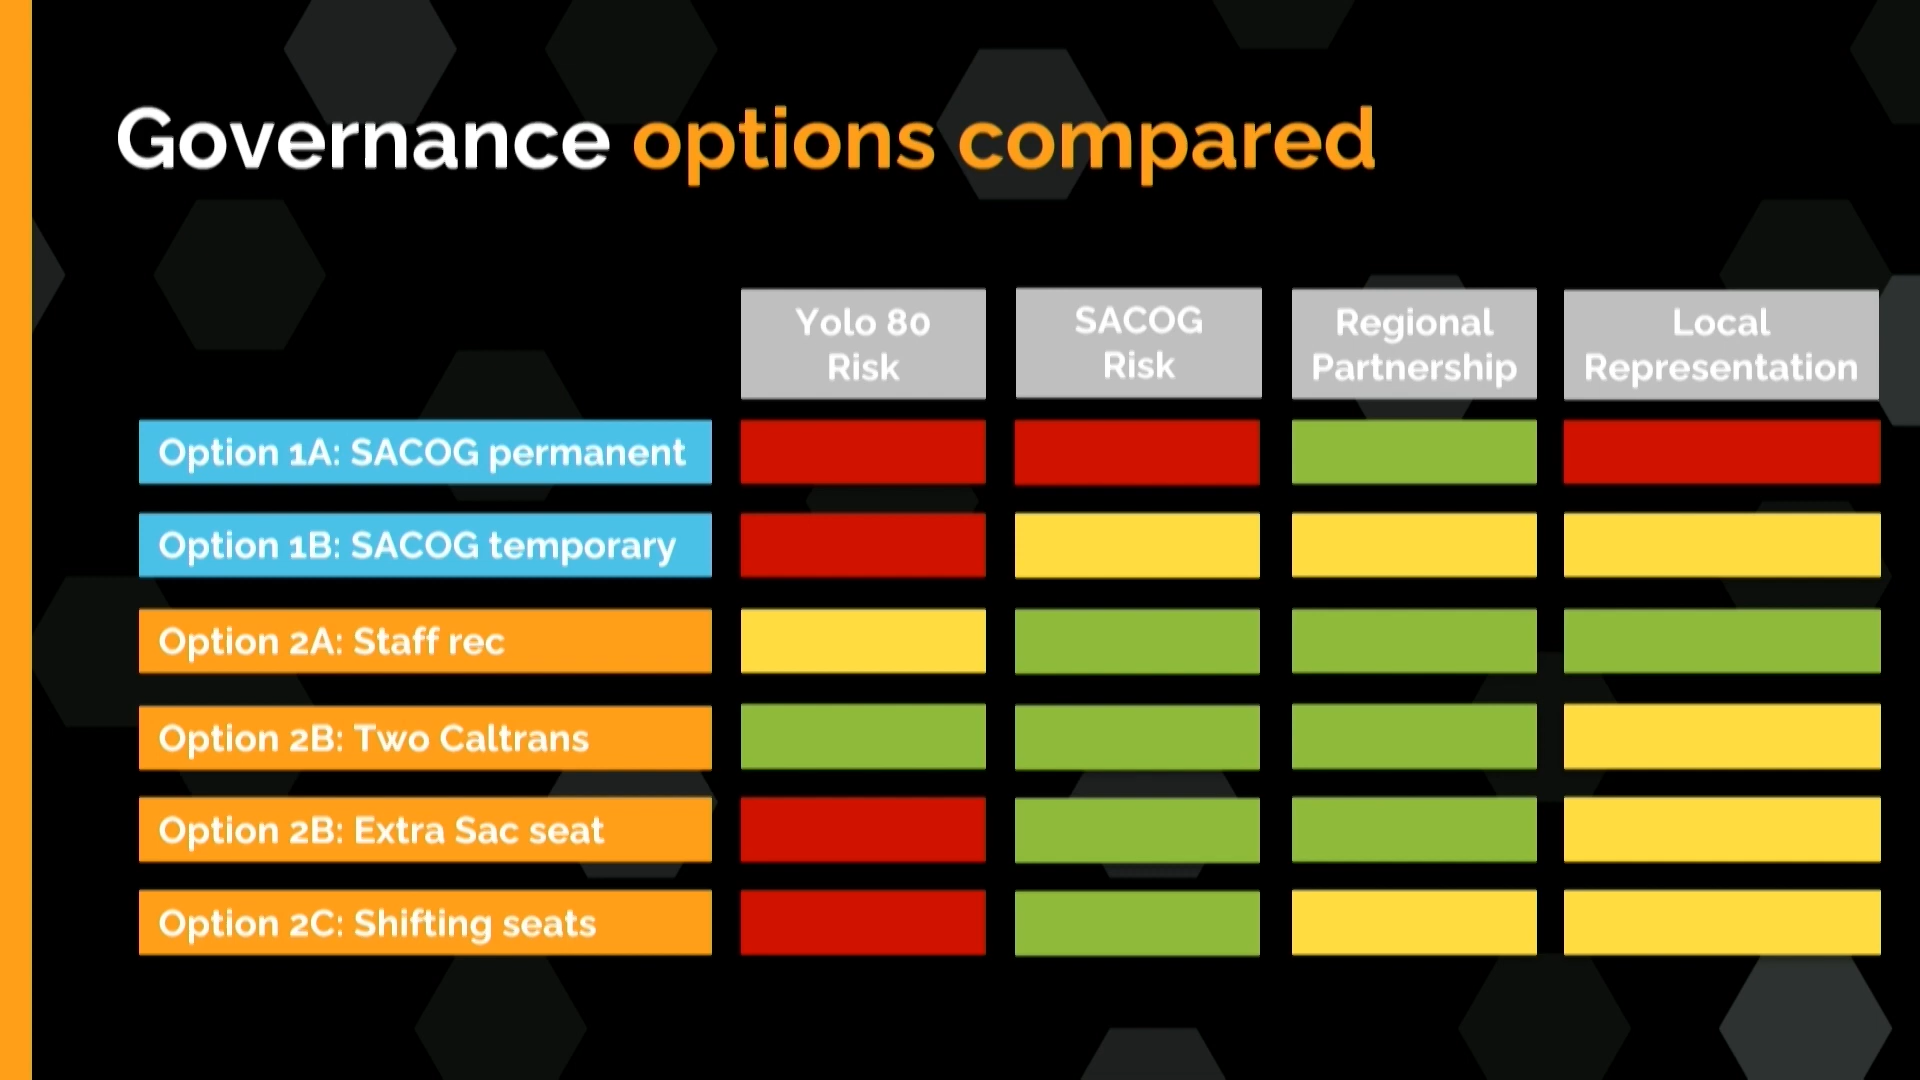 Governance options compared
Yolo 80
Risk
SACOG
Risk
Regional
Partnership
Local
Representation
Option 1A: SACOG permanent
Option 1B: SACOG temporary
Option 2A: Staff rec
Option 2B: Two Caltrans
Option 2B: Extra Sac seat
Option 2C: Shifting seats